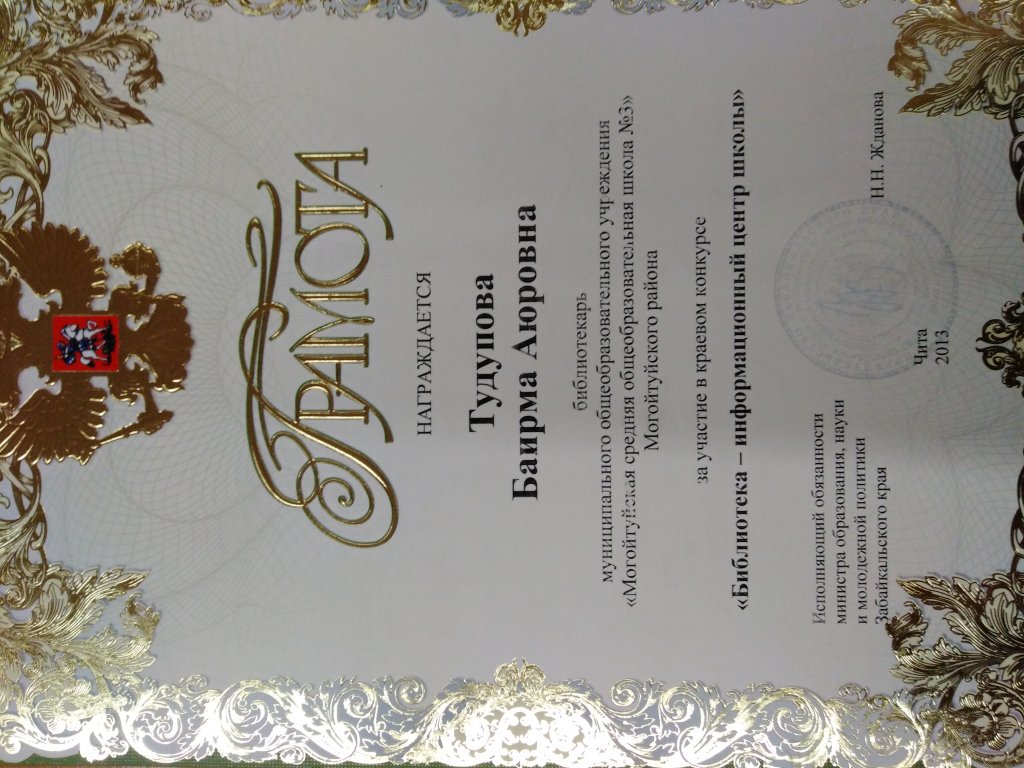 ГРАМОТА
НАГРАЖДАЕТСЯ
Тудупова
Баирма Аюровна
библиотекарь
муниципального общеобразовательного учреждения
«Могойтуйская средняя общеобразовательная школа №3»
Могойтуйского района
за участие в краевом конкурсе
«Библиотека – информационный центр школы»
Исполняющий обязанности
министра образования, науки
и молодежной политики
Забайкальского края
Н.Н. Жданова
Чита
2013